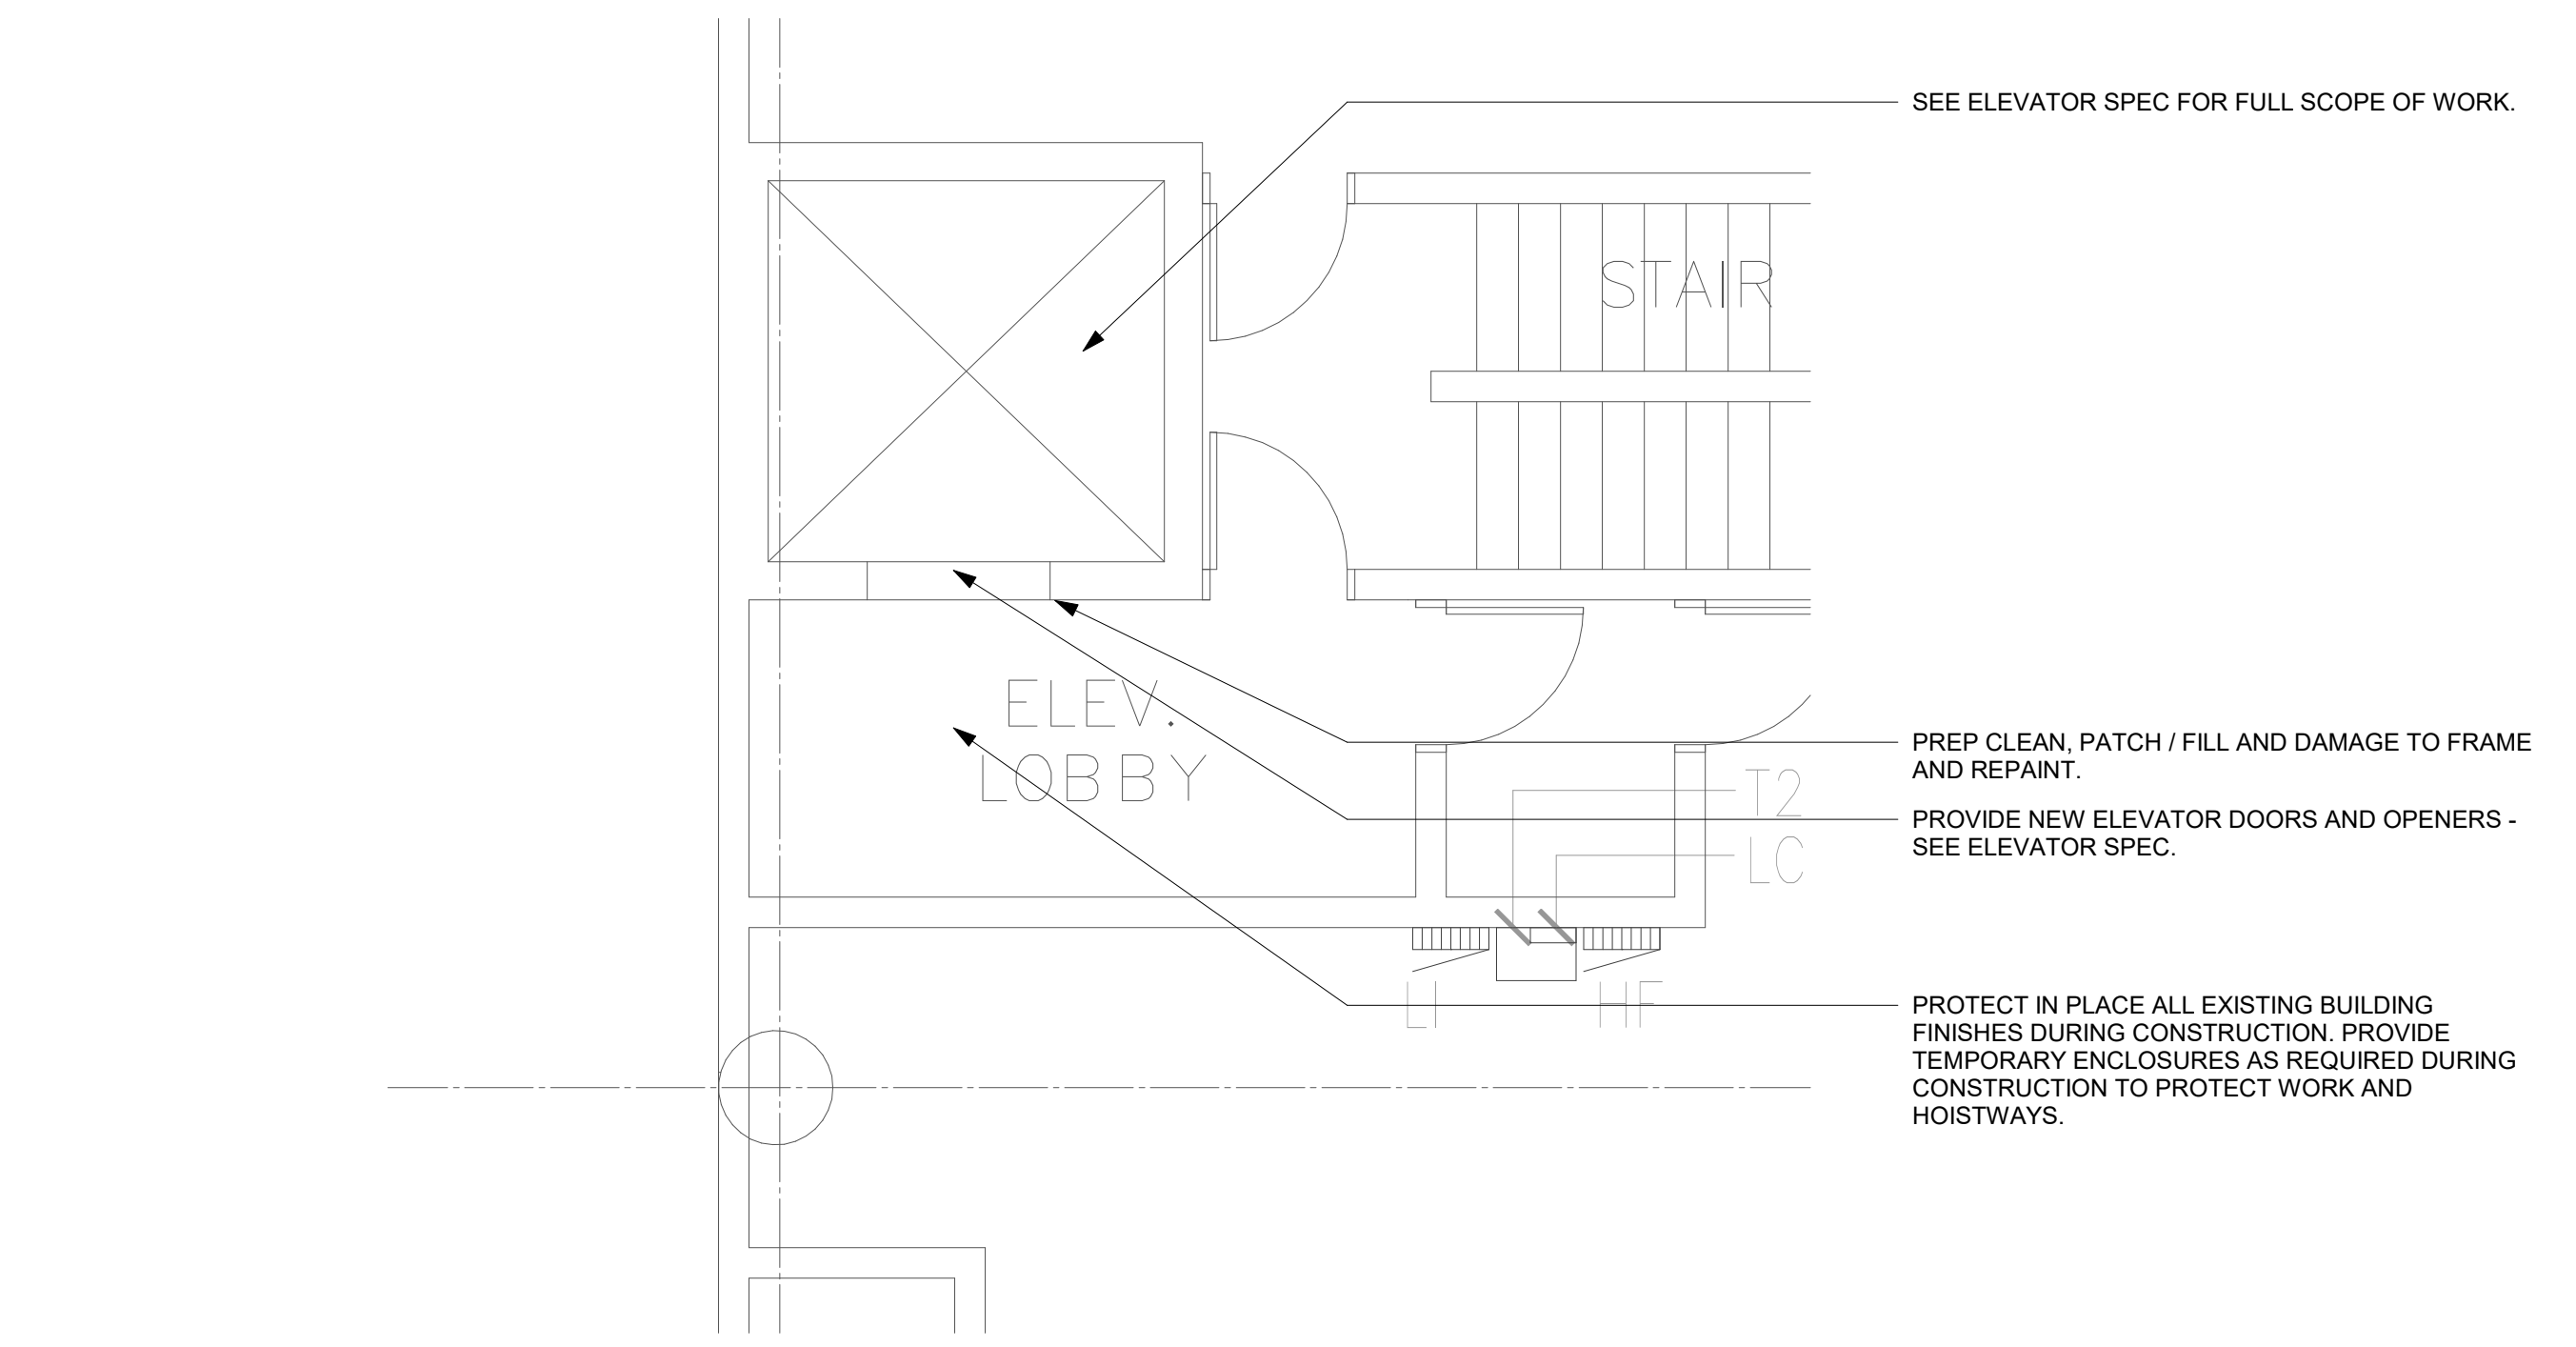 SEE ELEVATOR SPEC FOR FULL SCOPE OF WORK.
STAIR
ELEV.
LOBBY
PREP CLEAN, PATCH / FILL AND DAMAGE TO FRAME
AND REPAINT.
T2
PROVIDE NEW ELEVATOR DOORS AND OPENERS -
SEE ELEVATOR SPEC.
LC
LI
HF
PROTECT IN PLACE ALL EXISTING BUILDING
FINISHES DURING CONSTRUCTION. PROVIDE
TEMPORARY ENCLOSURES AS REQUIRED DURING
CONSTRUCTION TO PROTECT WORK AND
HOISTWAYS.